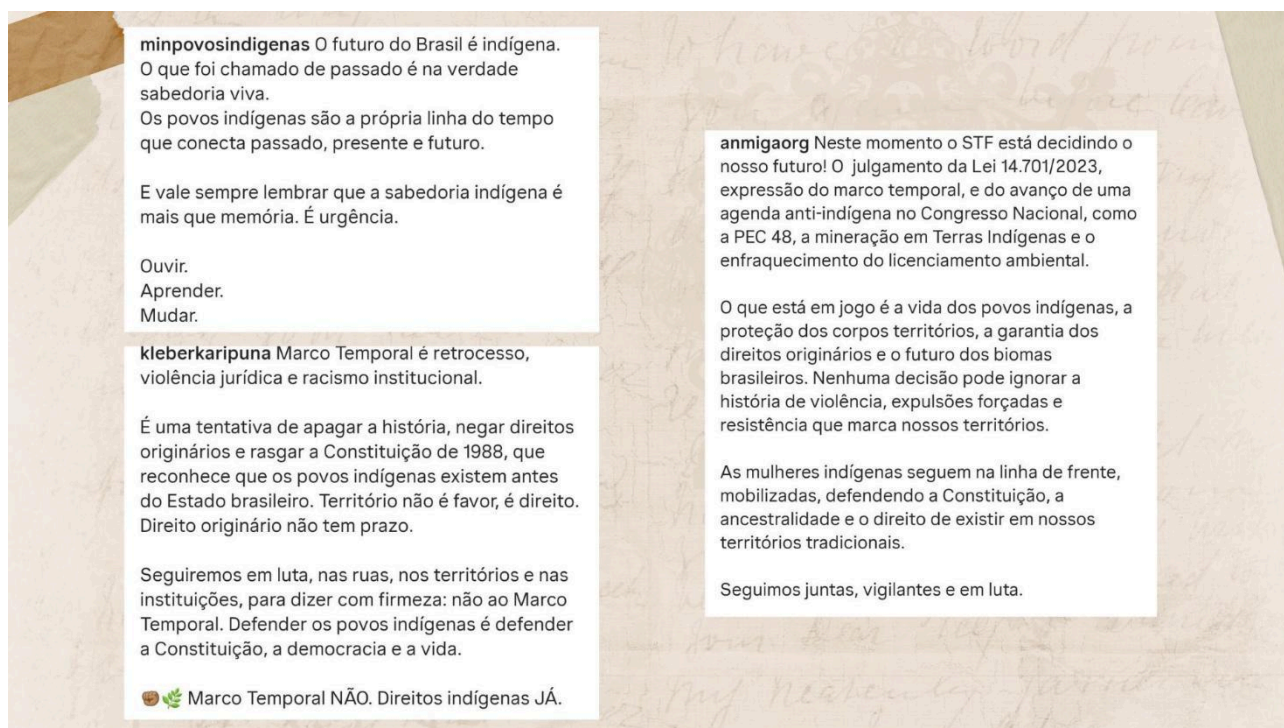 minpovosindigenas O futuro do Brasil é indígena.
O que foi chamado de passado é na verdade
sabedoria viva.
Os povos indígenas são a própria linha do tempo
que conecta passado, presente e futuro.
E vale sempre lembrar que a sabedoria indígena é
mais que memória. É urgência.
Ouvir.
Aprender.
Mudar.
kleberkaripuna Marco Temporal é retrocesso,
violência jurídica e racismo institucional.
É uma tentativa de apagar a história, negar direitos
originários e rasgar a Constituição de 1988, que
reconhece que os povos indígenas existem antes
do Estado brasileiro. Território não é favor, é direito.
Direito originário não tem prazo.
Seguiremos em luta, nas ruas, nos territórios e nas
instituições, para dizer com firmeza: não ao Marco
Temporal. Defender os povos indígenas é defender
a Constituição, a democracia e a vida.
✊🏾🌿 Marco Temporal NÃO. Direitos indígenas JÁ.
anmigaorg Neste momento o STF está decidindo o
nosso futuro! O julgamento da Lei 14.701/2023,
expressão do marco temporal, e do avanço de uma
agenda anti-indígena no Congresso Nacional, como
a PEC 48, a mineração em Terras Indígenas e o
enfraquecimento do licenciamento ambiental.
O que está em jogo é a vida dos povos indígenas, a
proteção dos corpos territórios, a garantia dos
direitos originários e o futuro dos biomas
brasileiros. Nenhuma decisão pode ignorar a
história de violência, expulsões forçadas e
resistência que marca nossos territórios.
As mulheres indígenas seguem na linha de frente,
mobilizadas, defendendo a Constituição, a
ancestralidade e o direito de existir em nossos
territórios tradicionais.
Seguimos juntas, vigilantes e em luta.